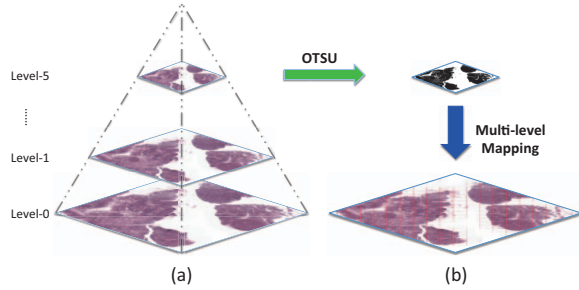 Level-5
OTSU
Multi-level
Mapping
Level-1
Level-0
(a)
(b)